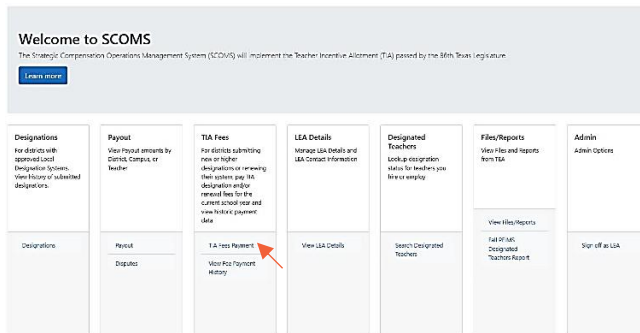 Welcome to SCOMS
The Strategic Compensation Operations Management System (SCOMS) will implement the Teacher Incentive Allotment (TIA) passed by the 86th Texas Legislature
Learn more
Designations
For districts with
approved Local
Designation Systems.
View history of submitted
designations.
Designations
Payout
View Payout amounts by
District, Campus, or
Teacher
Payout
Disputes
TIA Fees
For districts submitting
new or higher
designations or renewing
their system, pay TIA
designation and/or
renewal fees for the
current school year and
view historic payment
data
TIA Fees Payment
View Fee Payment
History
LEA Details
Manage LEA Details and
LEA Contact Information
View LEA Details
Designated
Teachers
Lookup designation
status for teachers you
hire or employ
Search Designated
Teachers
Files/Reports
View Files and Reports
from TEA
View Files/Reports
Fall PEIMS
Designated
Teachers Report
Admin
Admin Options
Sign off as LEA